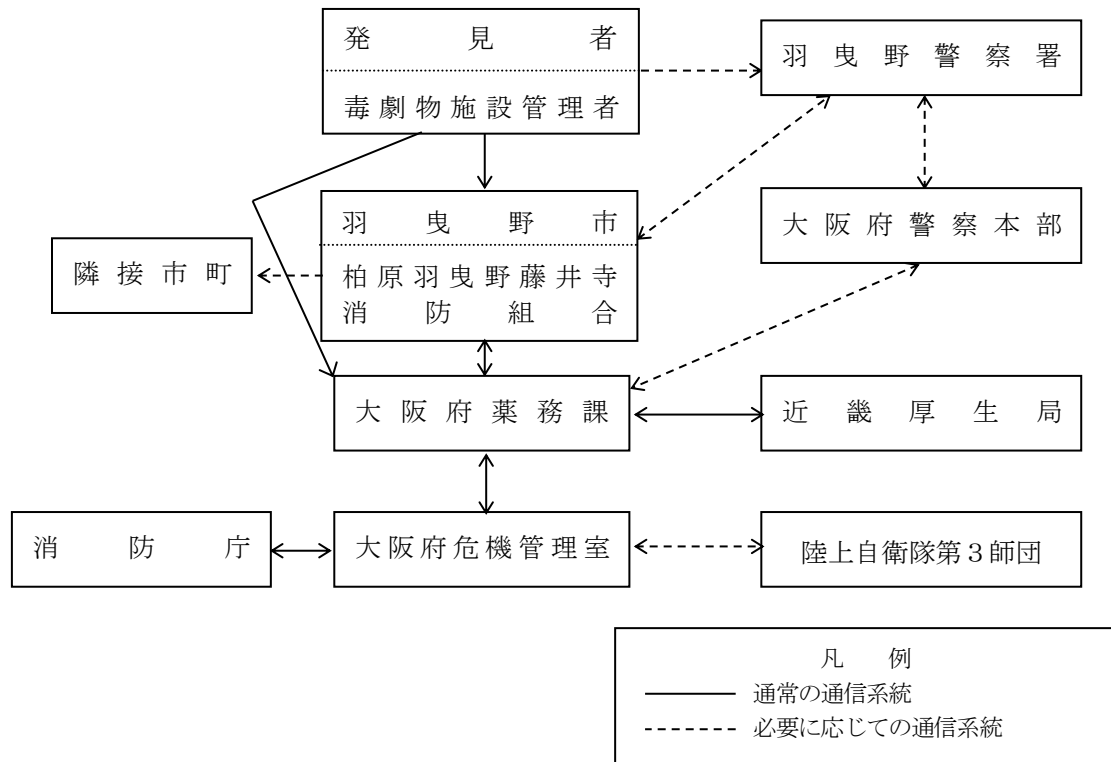 発見者
羽曳野警察署
毒劇物施設管理者
羽曳野市
大阪府警察本部
隣接市町
柏原羽曳野藤井寺
消防組合
大阪府薬務課
近畿厚生局
消防庁
大阪府危機管理室
陸上自衛隊第3師団
凡例
通常の通信系統
必要に応じての通信系統